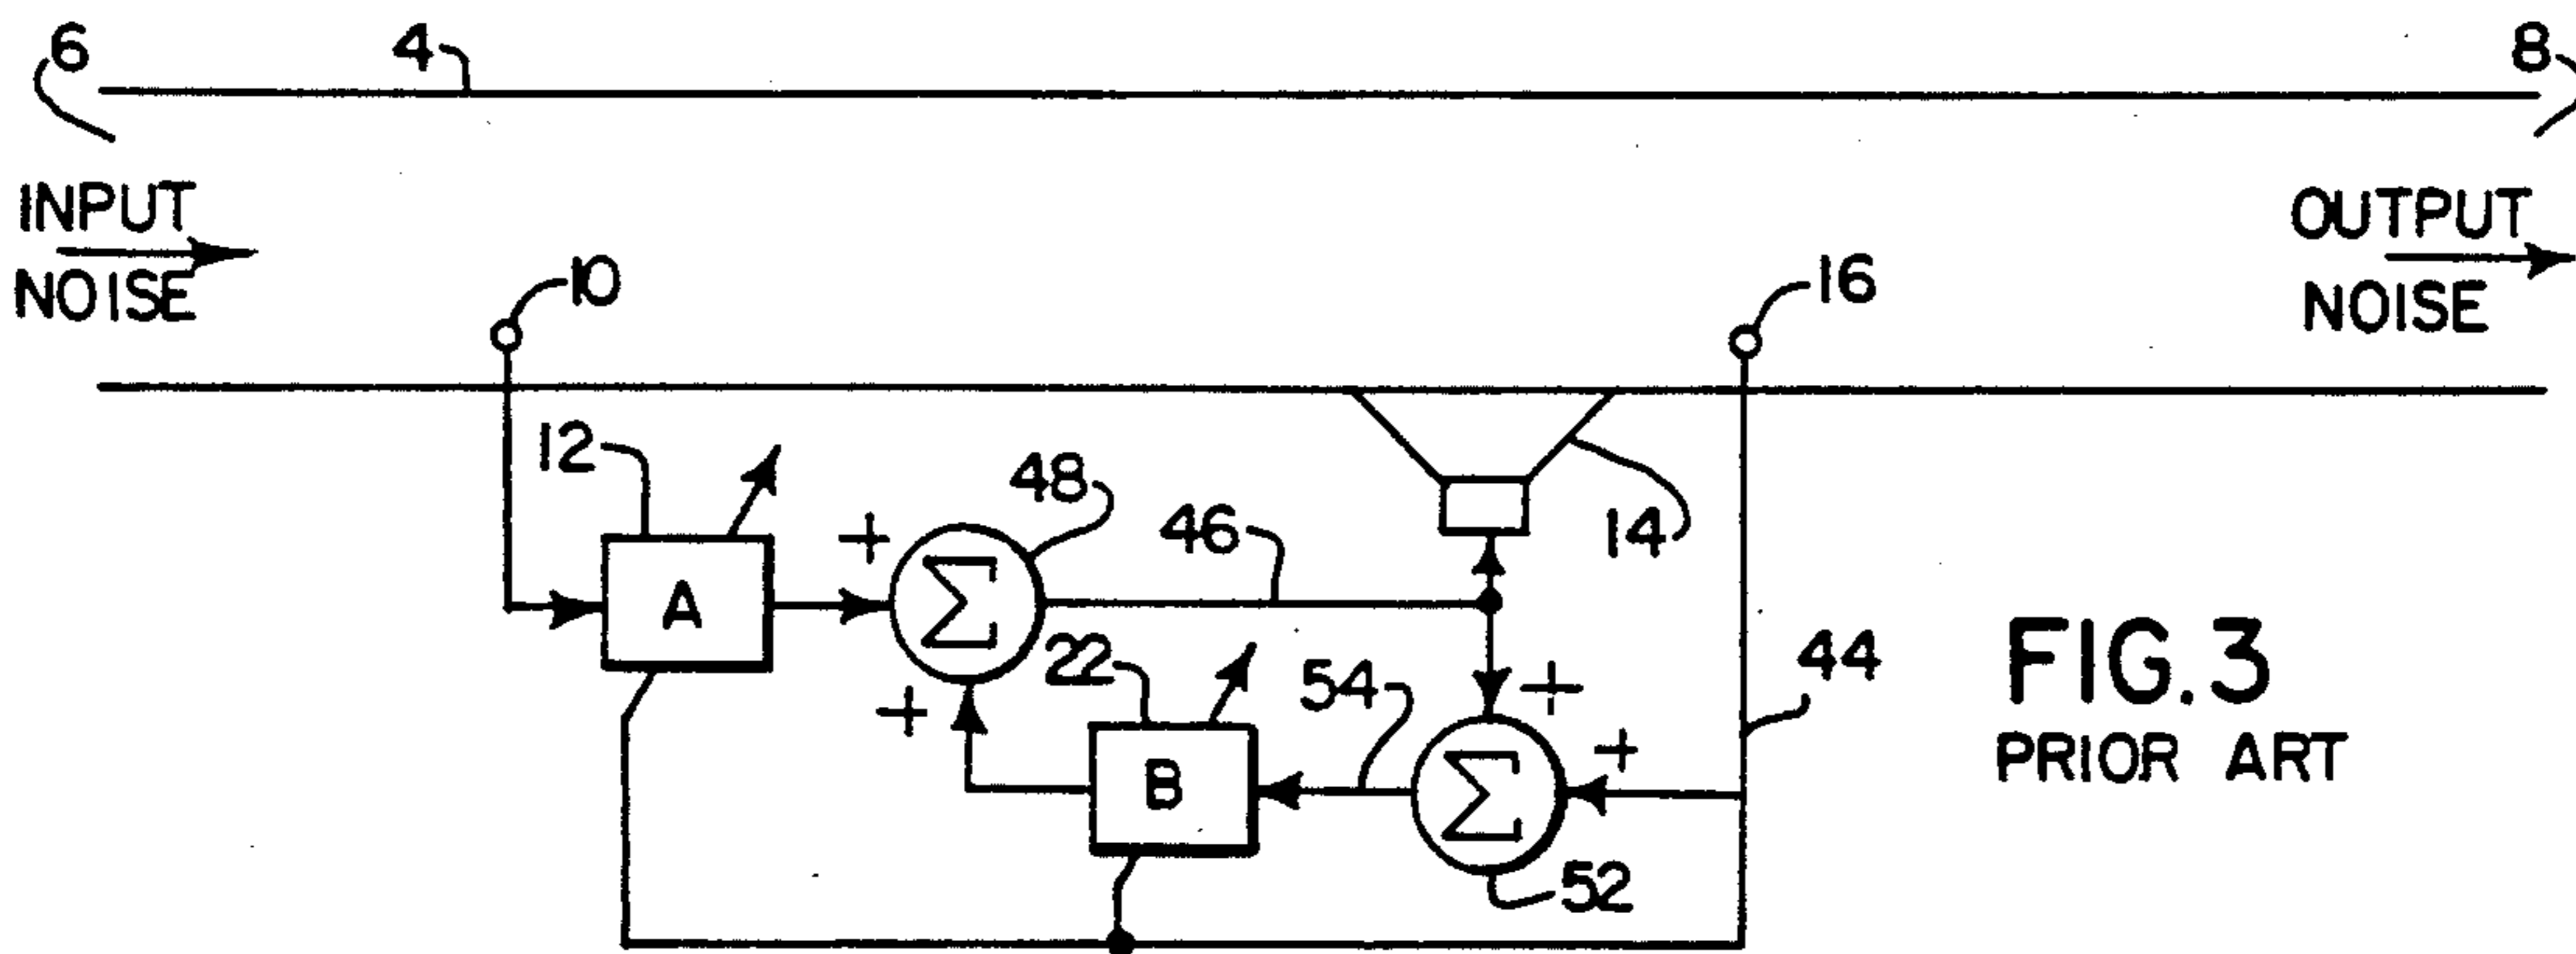 6
4
8
INPUT
NOISE
OUTPUT
NOISE
10
16
12
48
46
14
+
A
Σ
22
54
+
44
+
+
B
Σ
52
FIG.3
PRIOR ART